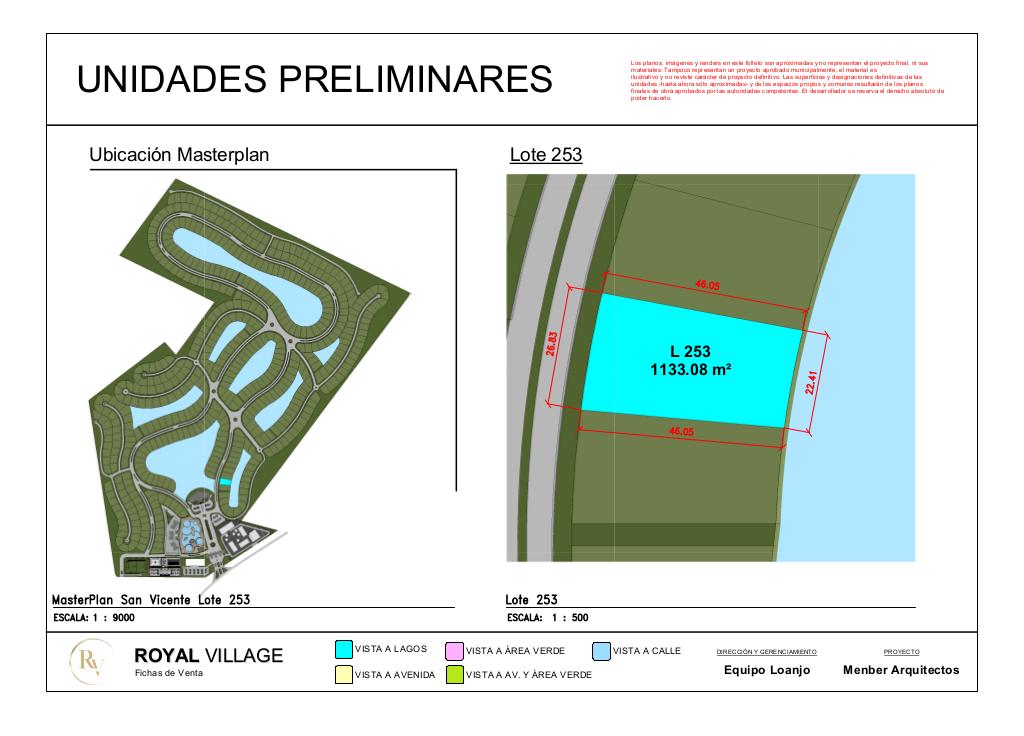 UNIDADES PRELIMINARES
Los planos, imágenes y renders en este folleto son aproximadas y no representan el proyecto final, ni sus
materiales. Tampoco representan un proyecto aprobado municipalmente, el material es
ilustrativo y no reviste carácter de proyecto definitivo. Las superficies y designaciones definitivas de las
unidades -hasta ahora sólo aproximadas- y de los espacios propios y comunes resultarán de los planos
finales de obra aprobados por las autoridades competentes. El desarrollador se reserva el derecho absoluto de
poder hacerlo.
Ubicación Masterplan
Lote 253
46.05
26.83
L 253
1133.08 m²
22.41
46.05
MasterPlan San Vicente Lote 253
ESCALA: 1 : 9000
Lote 253
ESCALA: 1 : 500
RV
ROYAL VILLAGE
Fichas de Venta
VISTA A LAGOS
VISTA A ÁREA VERDE
VISTA A CALLE
VISTA A AVENIDA
VISTA A AV. Y ÁREA VERDE
DIRECCIÓN Y GERENCIAMIENTO
Equipo Loanjo
PROYECTO
Menber Arquitectos